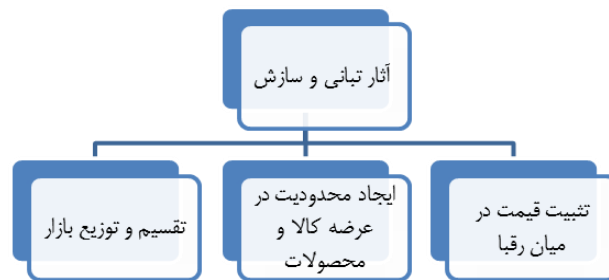 آثار تبانی و سازش
تثبیت قیمت در
میان رقبا
ایجاد محدودیت در
عرضه کالا و
محصولات
تقسیم و توزیع بازار